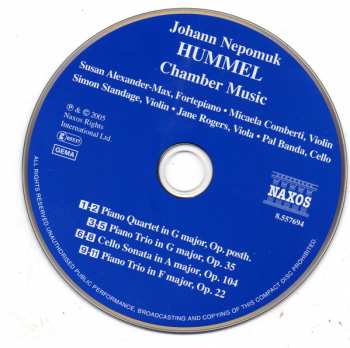 Johann Nepomuk
HUMMEL
Chamber Music
Susan Alexander-Max, Fortepiano • Micaela Comberti, Violin
Simon Standage, Violin • Jane Rogers, Viola • Pal Banda, Cello
℗ & © 2005
Naxos Rights
International Ltd
GEMA
NAXOS
8.557694
1-2 Piano Quartet in G major, Op. posth.
3-5 Piano Trio in G major, Op. 35
6-8 Cello Sonata in A major, Op. 104
9-11 Piano Trio in F major, Op. 22
ALL RIGHTS RESERVED UNAUTHORISED PUBLIC PERFORMANCE, BROADCASTING AND COPYING OF THIS COMPACT DISC PROHIBITED